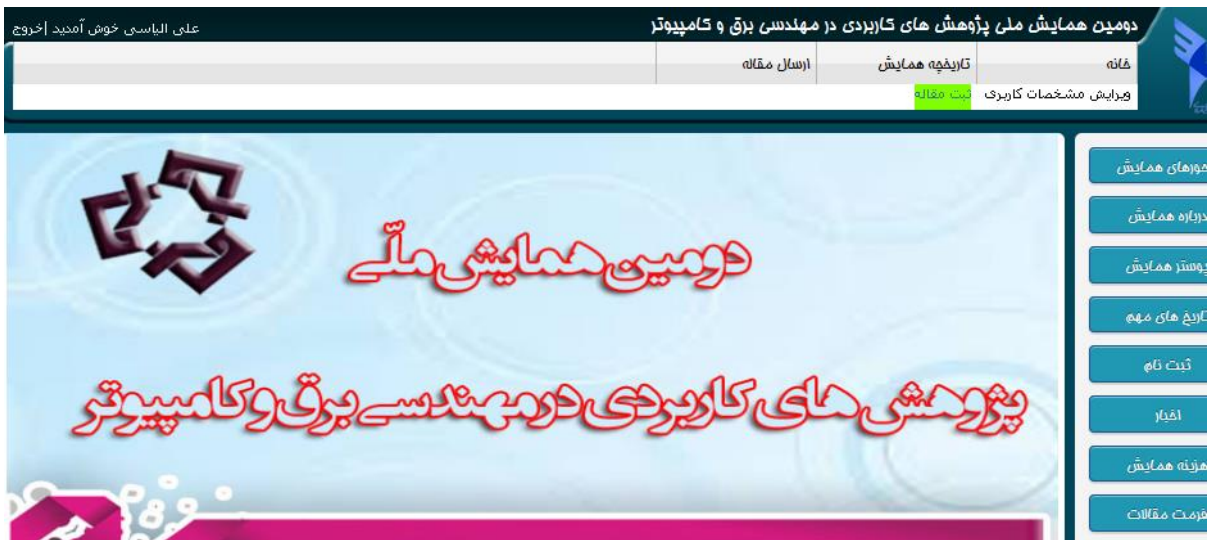 دومین همایش ملی پژوهش های کاربردی در مهندسی برق و کامپیوتر
علی الیاسی خوش آمدید |خروج
خانه تاریخچه همایش ارسال مقاله
ویرایش مشخصات کاربری ثبت مقاله
محورهای همایش
درباره همایش
پوستر همایش
تاریخ های مهم
ثبت نام
اخبار
هزینه همایش
فرمت مقالات
دومین همایش ملّی
پژوهش های کاربردی درمهندسی برق وکامپیوتر